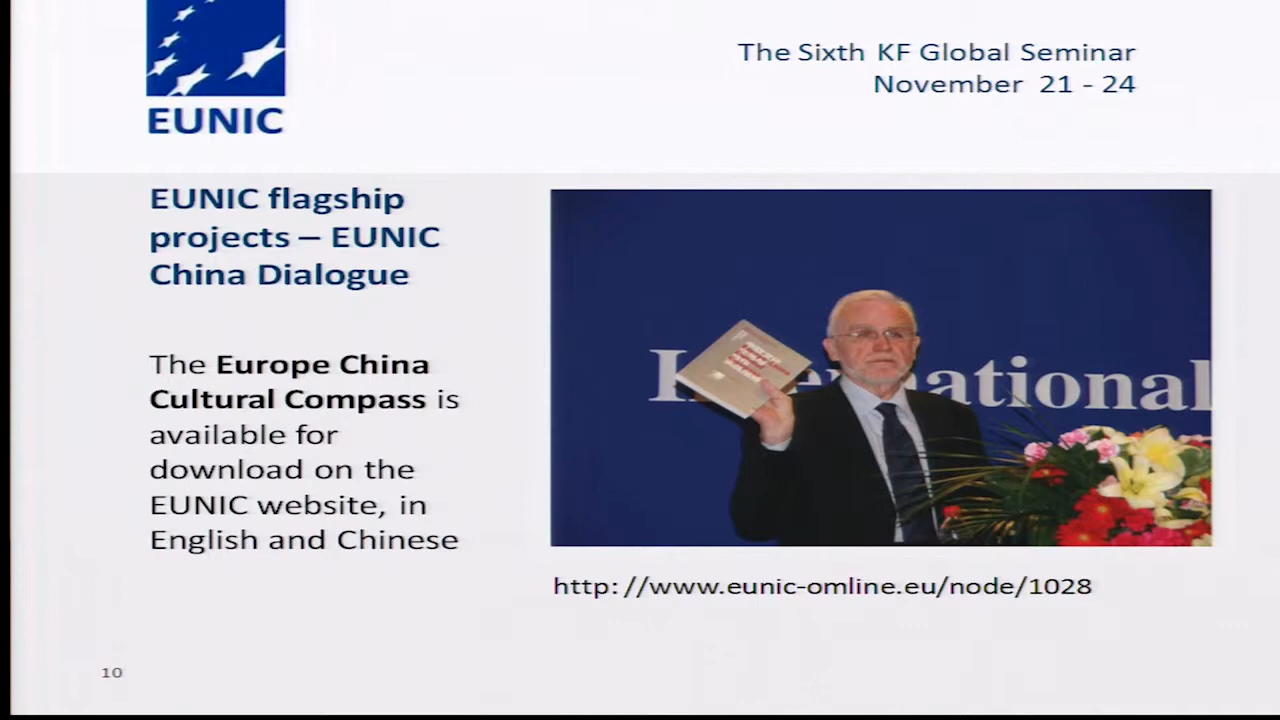 EUNIC
The Sixth KF Global Seminar
November 21 - 24
EUNIC flagship
projects – EUNIC
China Dialogue
The Europe China
Cultural Compass is
available for
download on the
EUNIC website, in
English and Chinese
International
http: //www.eunic-omline.eu/node/1028
10